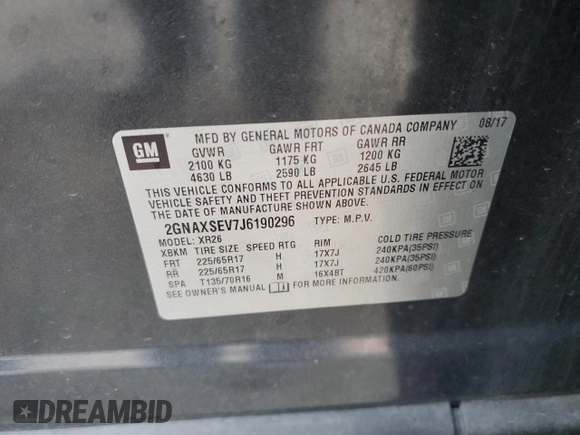 GM
MFD BY GENERAL MOTORS OF CANADA COMPANY 08/17
GVWR GAWR FRT GAWR RR
2100 KG 1175 KG 1200 KG
4630 LB 2590 LB 2645 LB
THIS VEHICLE CONFORMS TO ALL APPLICABLE U.S. FEDERAL MOTOR
VEHICLE SAFETY AND THEFT PREVENTION STANDARDS IN EFFECT ON
THE DATE OF MANUFACTURE SHOWN ABOVE.
2GNAXSEV7J6190296 TYPE: M.P.V.
MODEL: XR26
XBKM TIRE SIZE SPEED RTG RIM COLD TIRE PRESSURE
FRT 225/65R17 H 17X7J 240KPA(35PSI)
RR 225/65R17 H 17X7J 240KPA(35PSI)
SPA T135/70R16 M 16X4BT 420KPA(60PSI)
SEE OWNER'S MANUAL FOR MORE INFORMATION.
DREAMBID